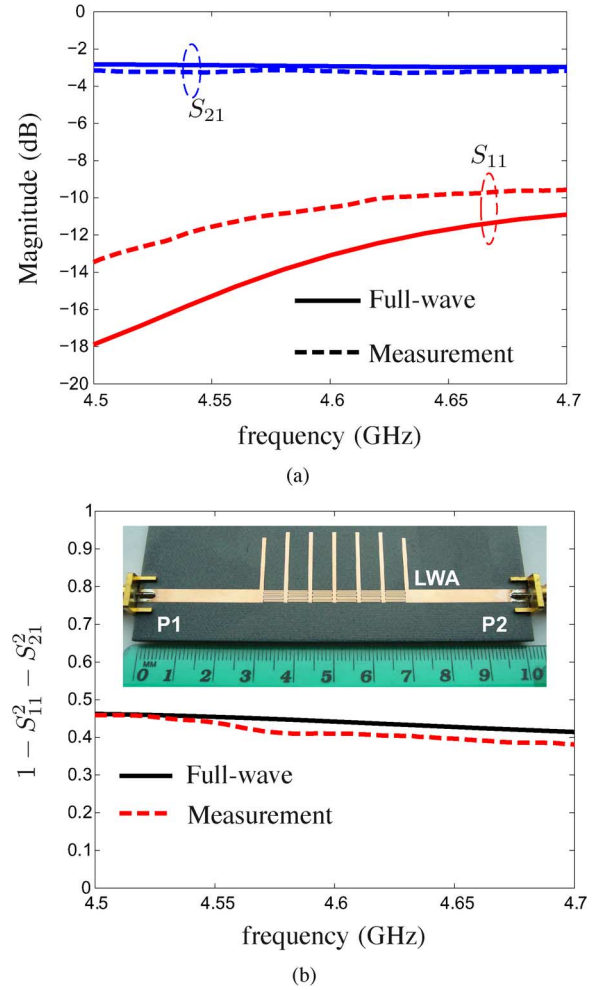 0
−2
−4
−6
−8
−10
−12
−14
−16
−18
−20
Magnitude (dB)
S21
S11
Full-wave
Measurement
4.5 4.55 4.6 4.65 4.7
frequency (GHz)
(a)
1
0.9
0.8
0.7
0.6
0.5
0.4
0.3
0.2
0.1
0
1 − S²11 − S²21
LWA
P1 P2
0 MM 1 2 3 4 5 6 7 8 9 10
Full-wave
Measurement
4.5 4.55 4.6 4.65 4.7
frequency (GHz)
(b)